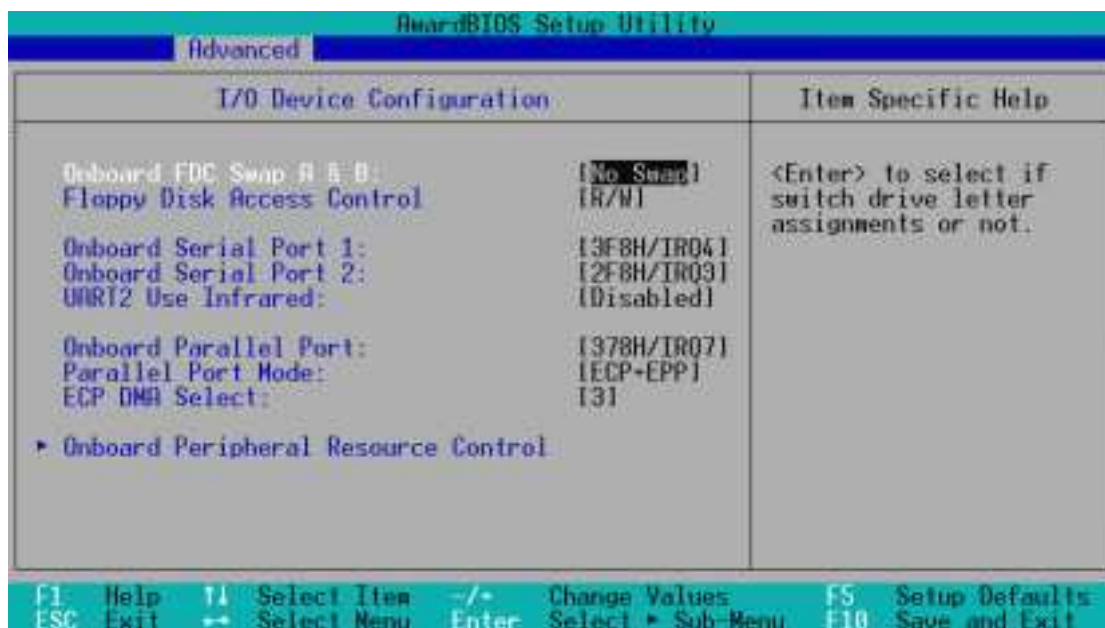 AwardBIOS Setup Utility
Advanced
I/O Device Configuration
Item Specific Help
Onboard FDC Swap A & B: [No Swap]
Floppy Disk Access Control [R/W]
Onboard Serial Port 1: [3F8H/IRQ4]
Onboard Serial Port 2: [2F8H/IRQ3]
UART2 Use Infrared: [Disabled]
Onboard Parallel Port: [378H/IRQ7]
Parallel Port Mode: [ECP+EPP]
ECP DMA Select: [3]
▸ Onboard Peripheral Resource Control
<Enter> to select if
switch drive letter
assignments or not.
F1 Help ↑↓ Select Item -/+ Change Values F5 Setup Defaults
ESC Exit ↔ Select Menu Enter Select ▸ Sub-Menu F10 Save and Exit